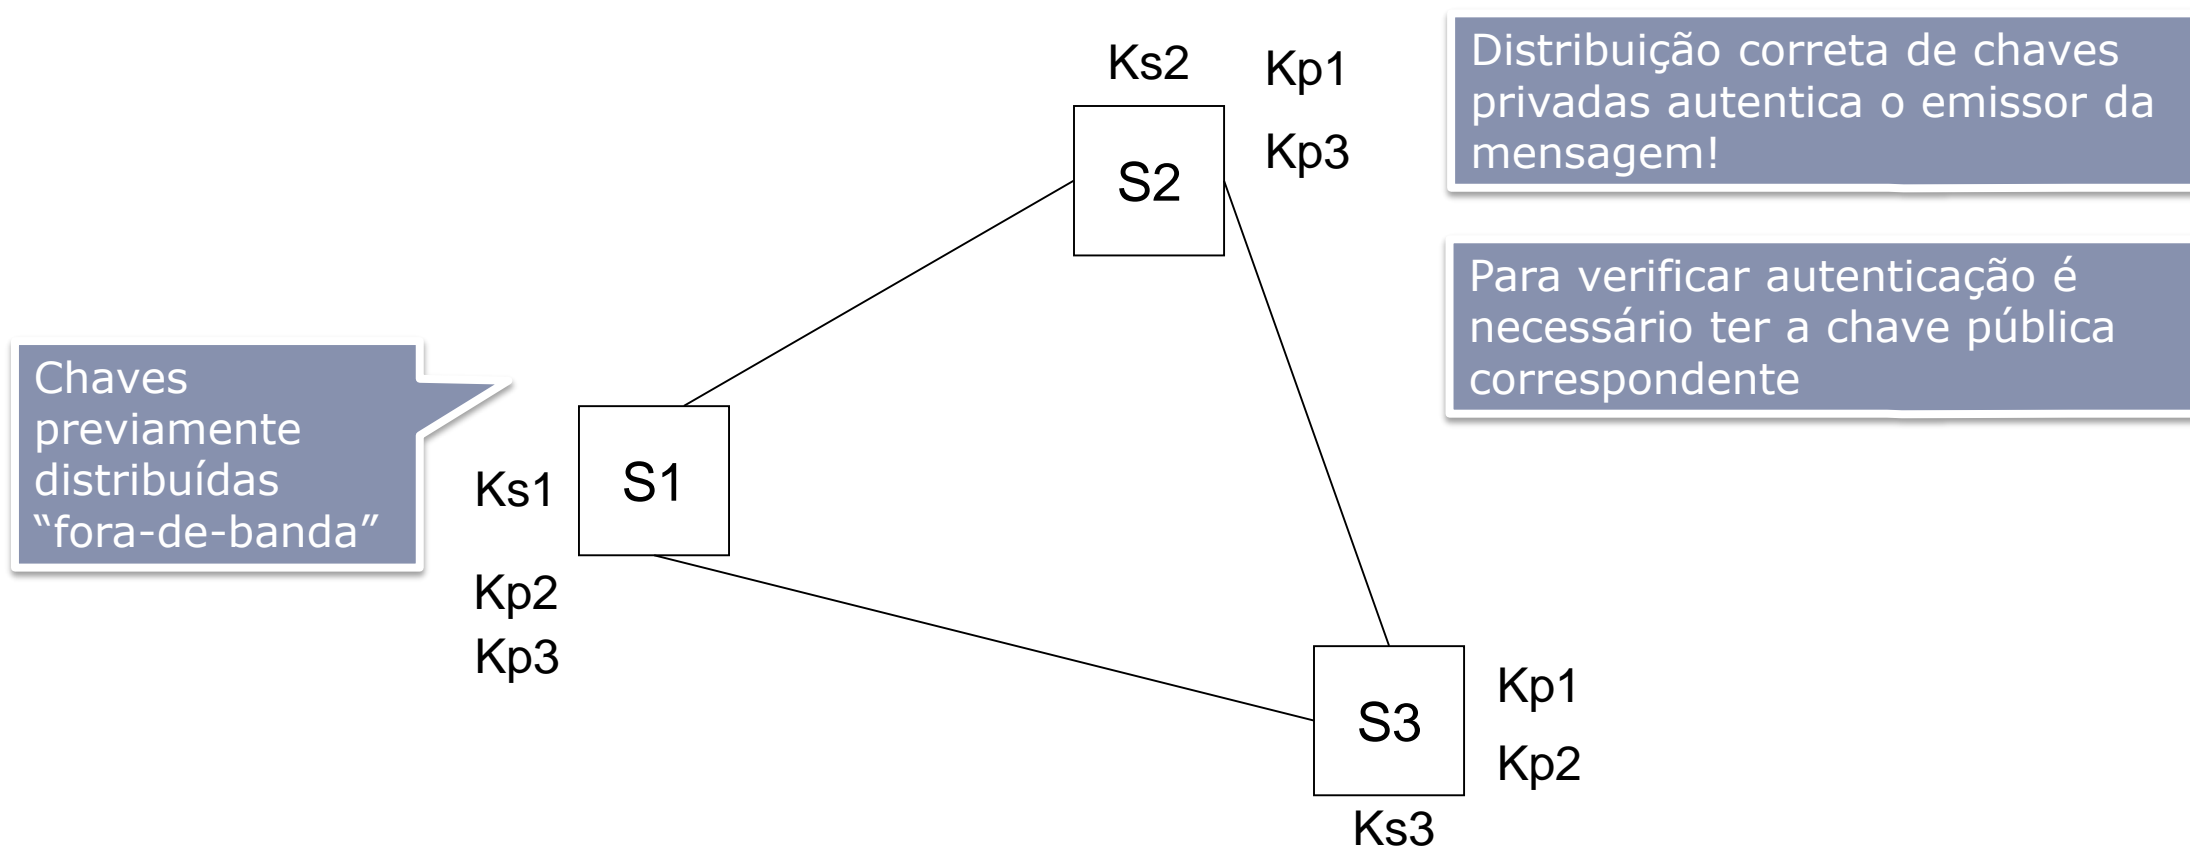 Ks2
Kp1
Kp3
S2
Distribuição correta de chaves
privadas autentica o emissor da
mensagem!
Para verificar autenticação é
necessário ter a chave pública
correspondente
Chaves
previamente
distribuídas
“fora-de-banda”
Ks1
S1
Kp2
Kp3
S3
Kp1
Kp2
Ks3